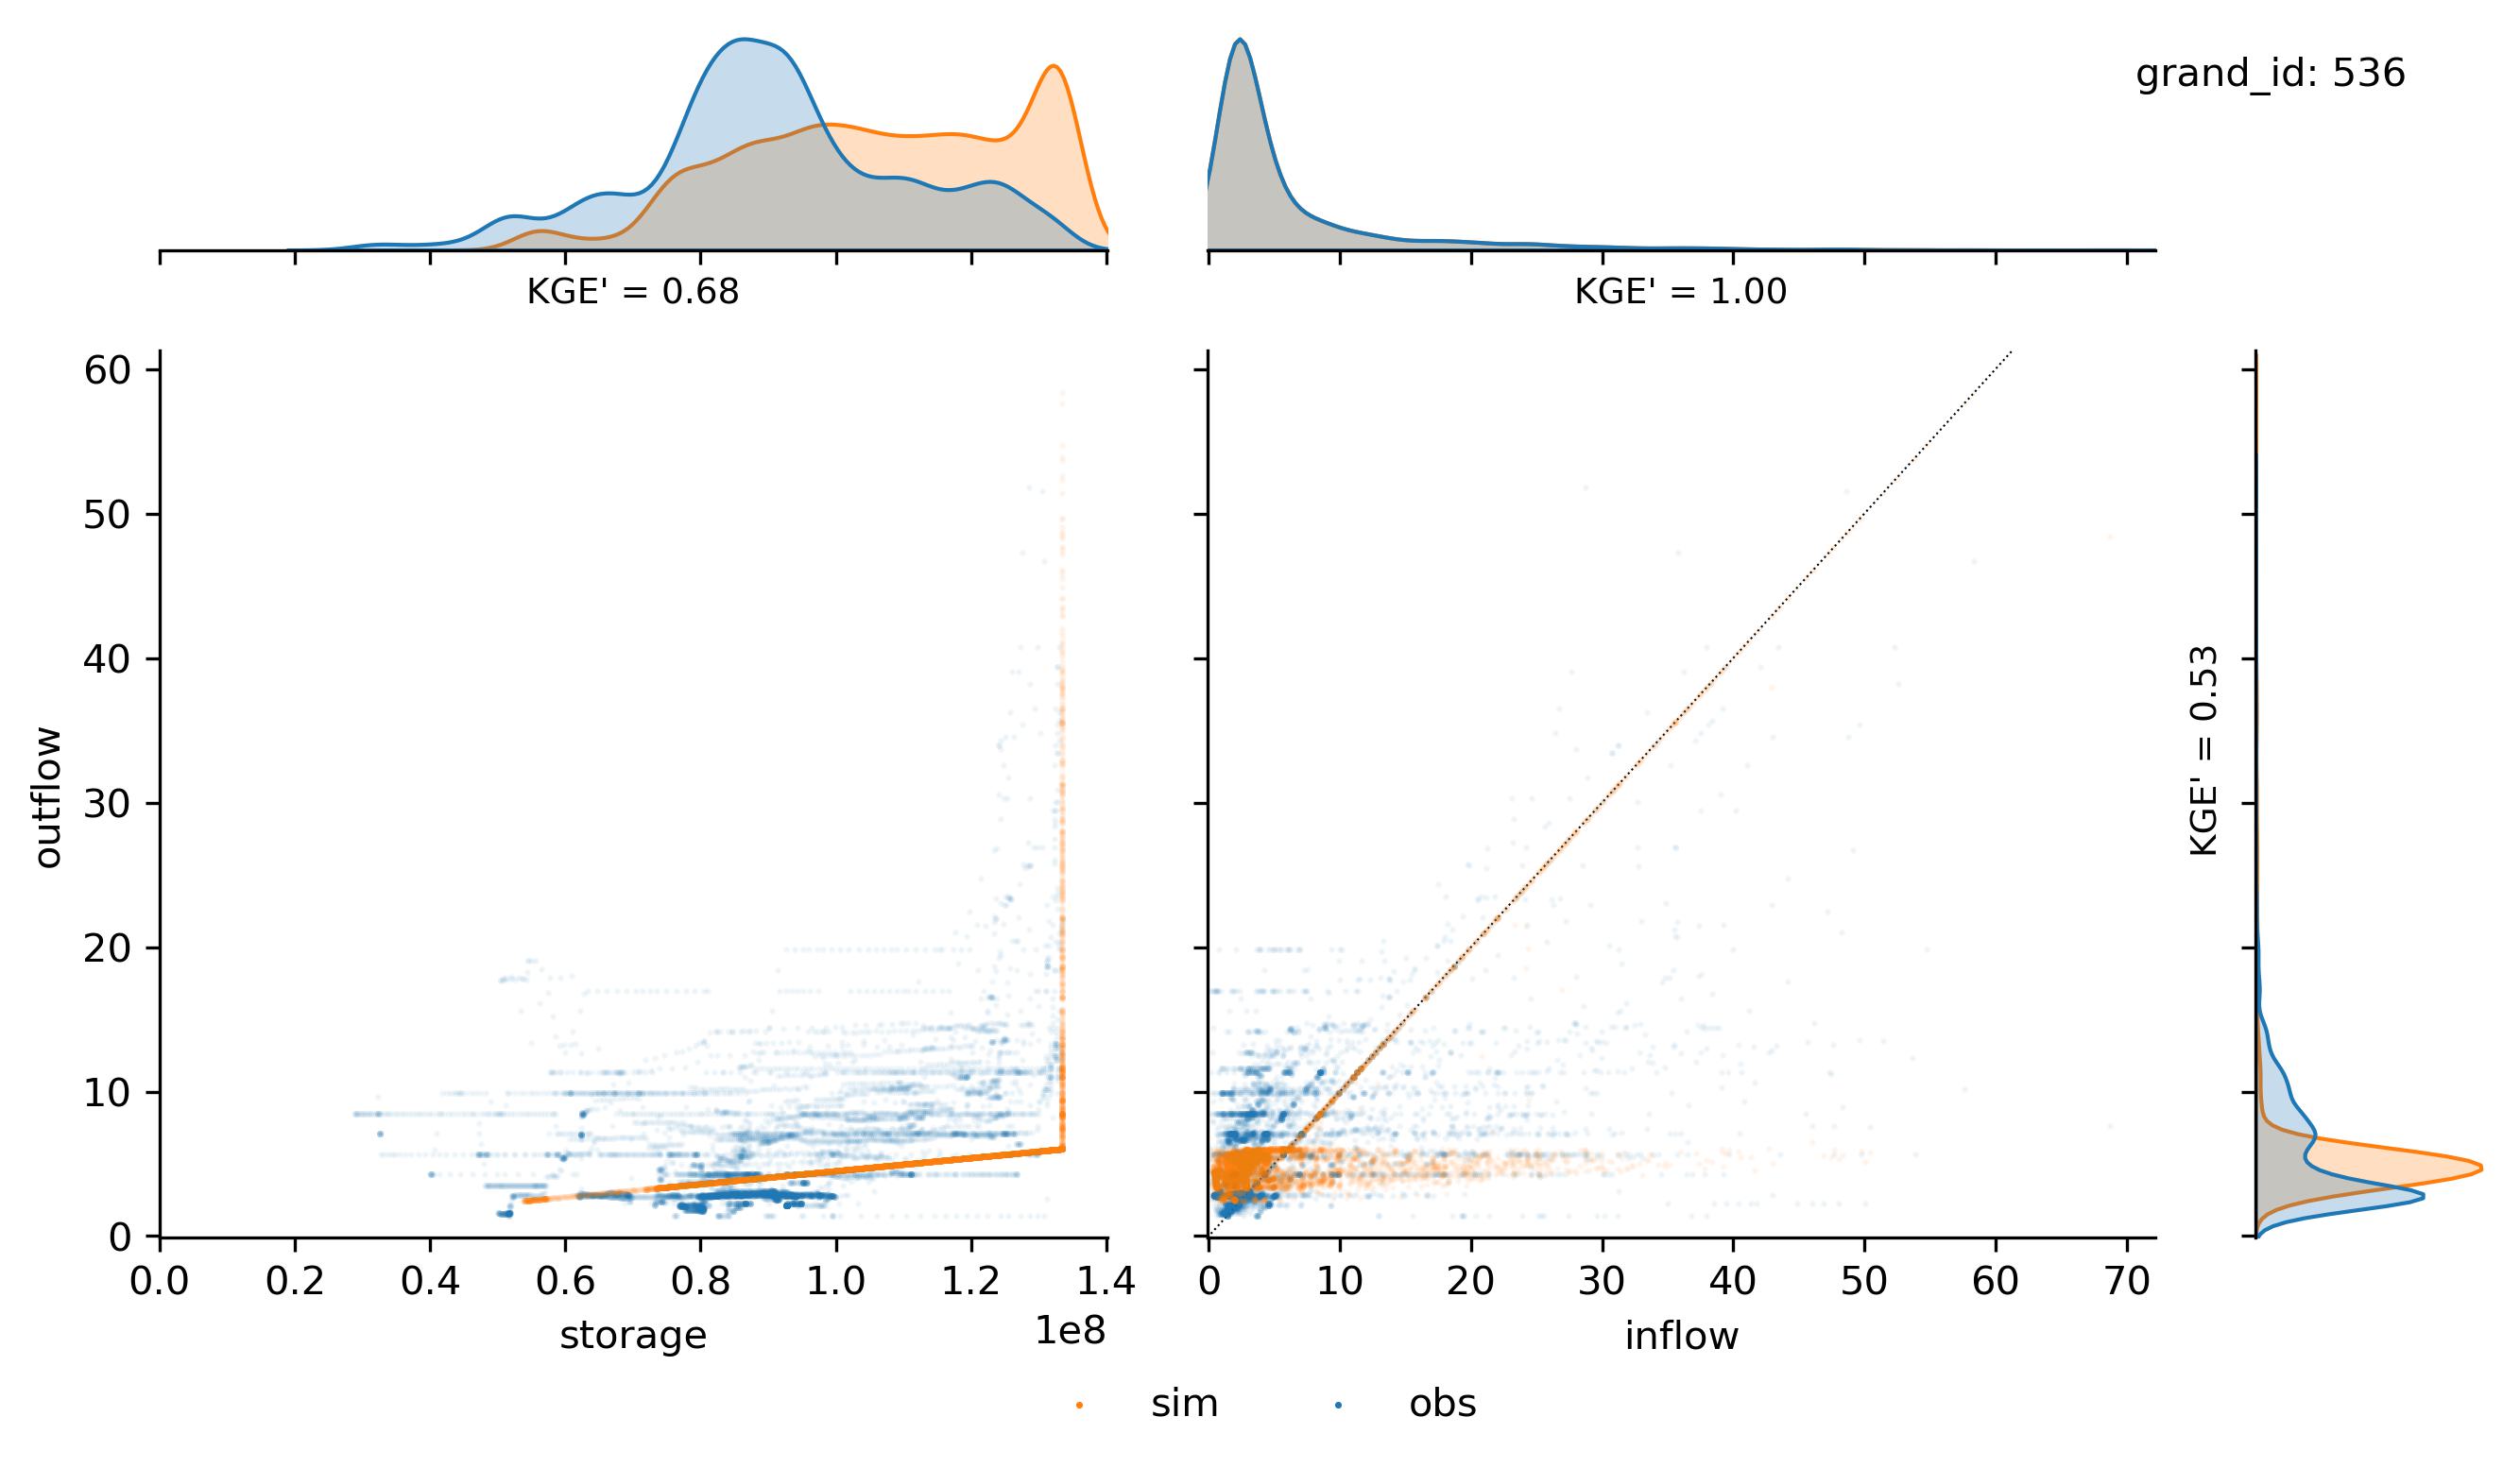 grand_id: 536
KGE' = 0.68
KGE' = 1.00
60
50
40
30
20
10
0
outflow
KGE' = 0.53
0.0 0.2 0.4 0.6 0.8 1.0 1.2 1.4
1e8
storage
0 10 20 30 40 50 60 70
inflow
sim obs